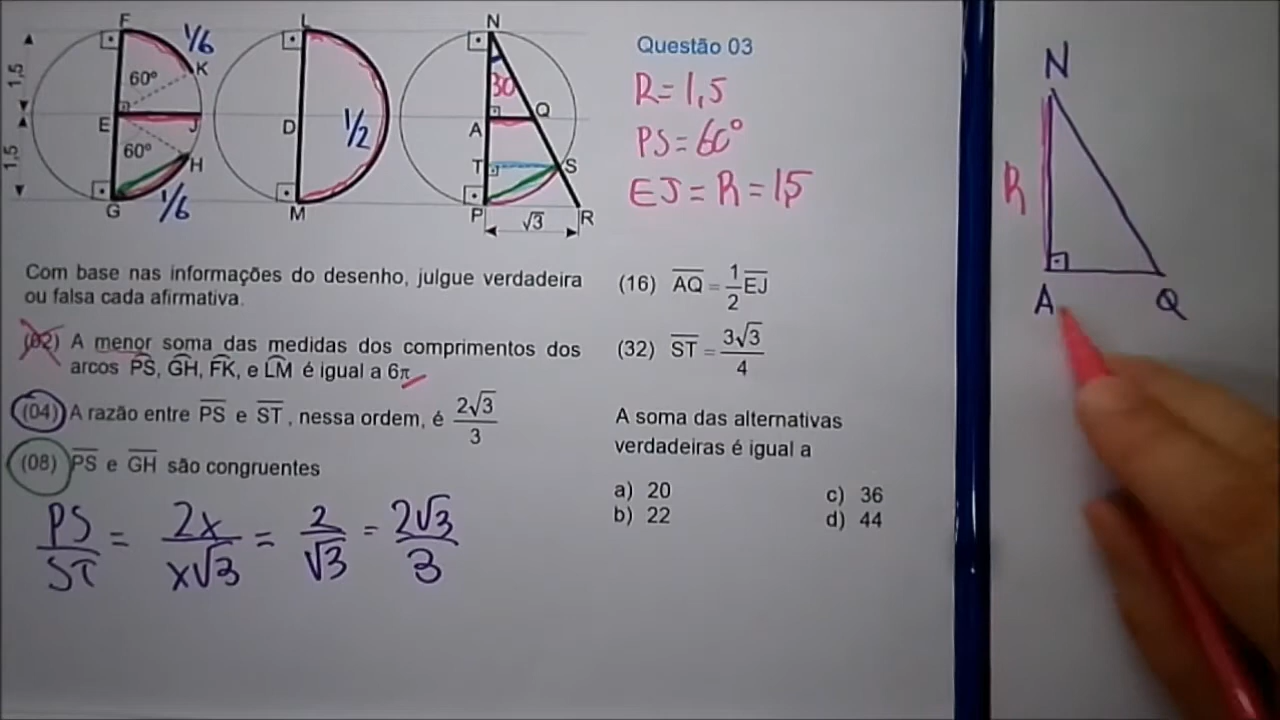 F
1/6
K
60º
E
J
60º
H
G
1/6
1,5
1,5
L
D
1/2
M
N
30
Q
A
T
S
P
R
√3
Questão 03
R = 1,5
PS = 60°
EJ = R = 1,5
Com base nas informações do desenho, julgue verdadeira
ou falsa cada afirmativa.
(02) A menor soma das medidas dos comprimentos dos
arcos PS, GH, FK, e LM é igual a 6π
(04) A razão entre PS e ST, nessa ordem, é 2√3/3
(08) PS e GH são congruentes
PS/ST = 2x/x√3 = 2/√3 = 2√3/3
(16) AQ = 1/2 EJ
(32) ST = 3√3/4
A soma das alternativas
verdadeiras é igual a
a) 20
b) 22
c) 36
d) 44
N
R
A
Q